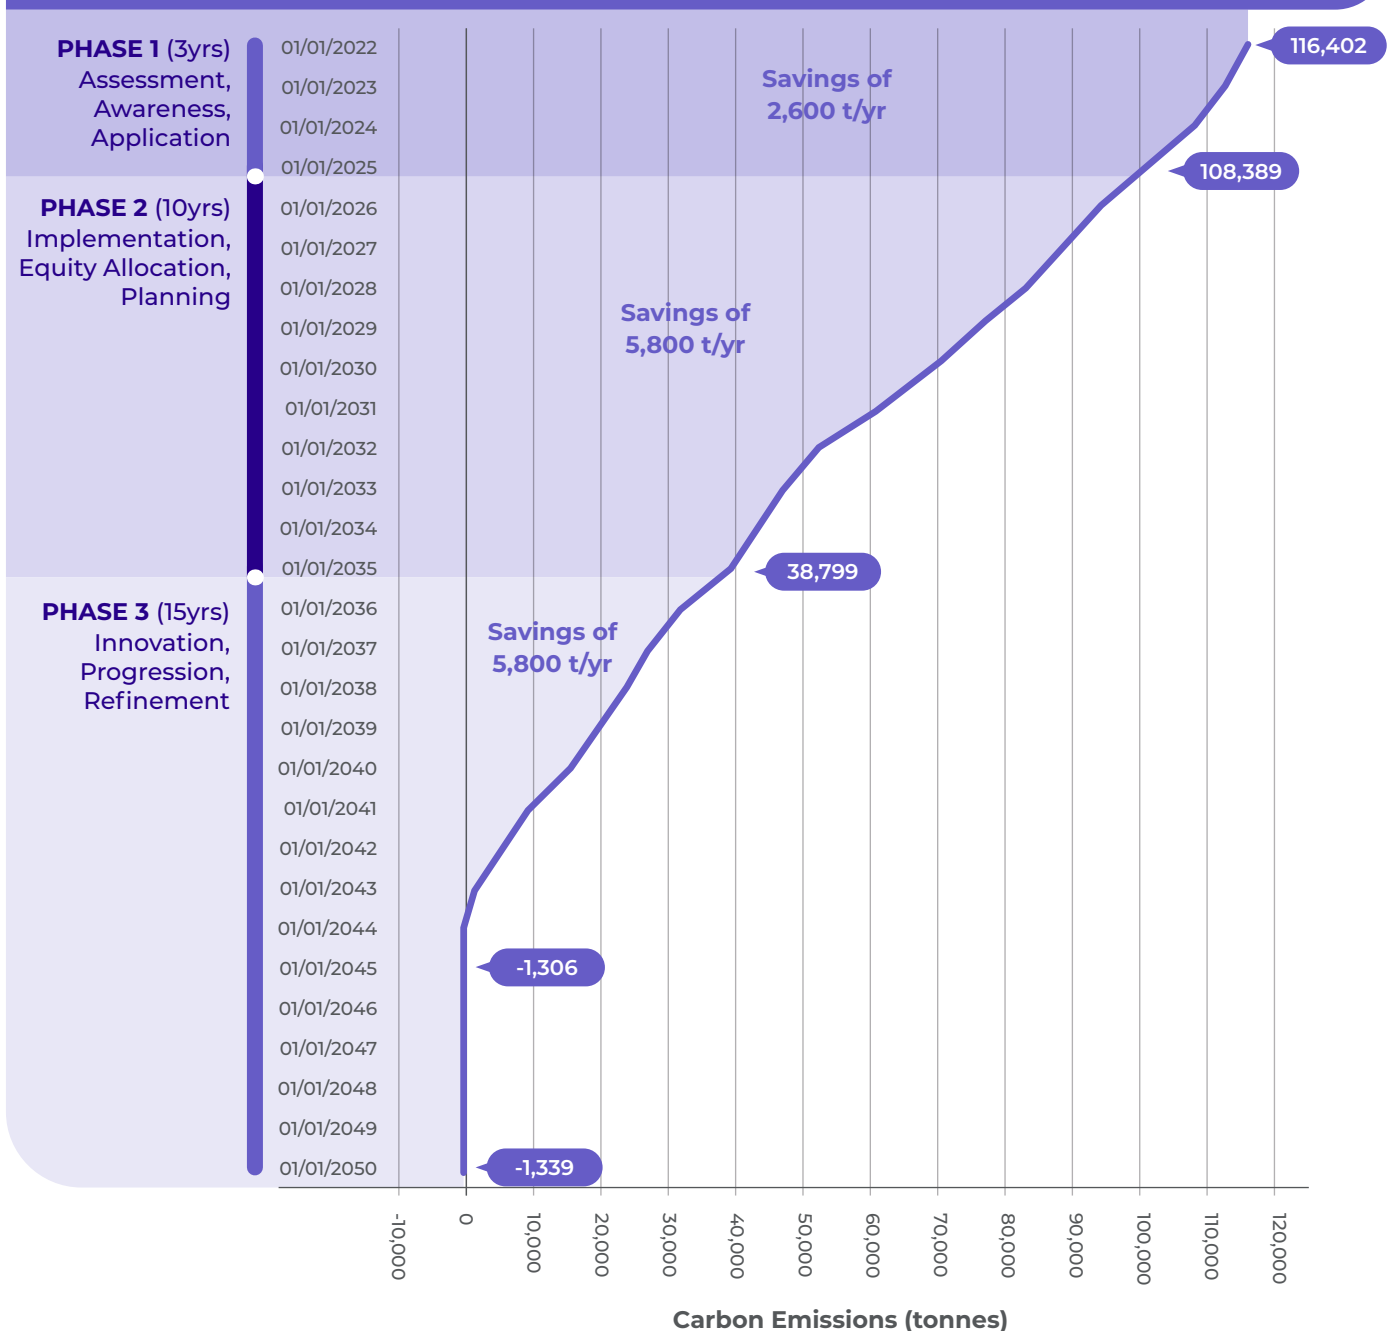 PHASE 1 (3yrs)
Assessment,
Awareness,
Application
PHASE 2 (10yrs)
Implementation,
Equity Allocation,
Planning
PHASE 3 (15yrs)
Innovation,
Progression,
Refinement
01/01/2022
01/01/2023
01/01/2024
01/01/2025
01/01/2026
01/01/2027
01/01/2028
01/01/2029
01/01/2030
01/01/2031
01/01/2032
01/01/2033
01/01/2034
01/01/2035
01/01/2036
01/01/2037
01/01/2038
01/01/2039
01/01/2040
01/01/2041
01/01/2042
01/01/2043
01/01/2044
01/01/2045
01/01/2046
01/01/2047
01/01/2048
01/01/2049
01/01/2050
Savings of
2,600 t/yr
Savings of
5,800 t/yr
Savings of
5,800 t/yr
116,402
108,389
38,799
-1,306
-1,339
-10,000
0
10,000
20,000
30,000
40,000
50,000
60,000
70,000
80,000
90,000
100,000
110,000
120,000
Carbon Emissions (tonnes)